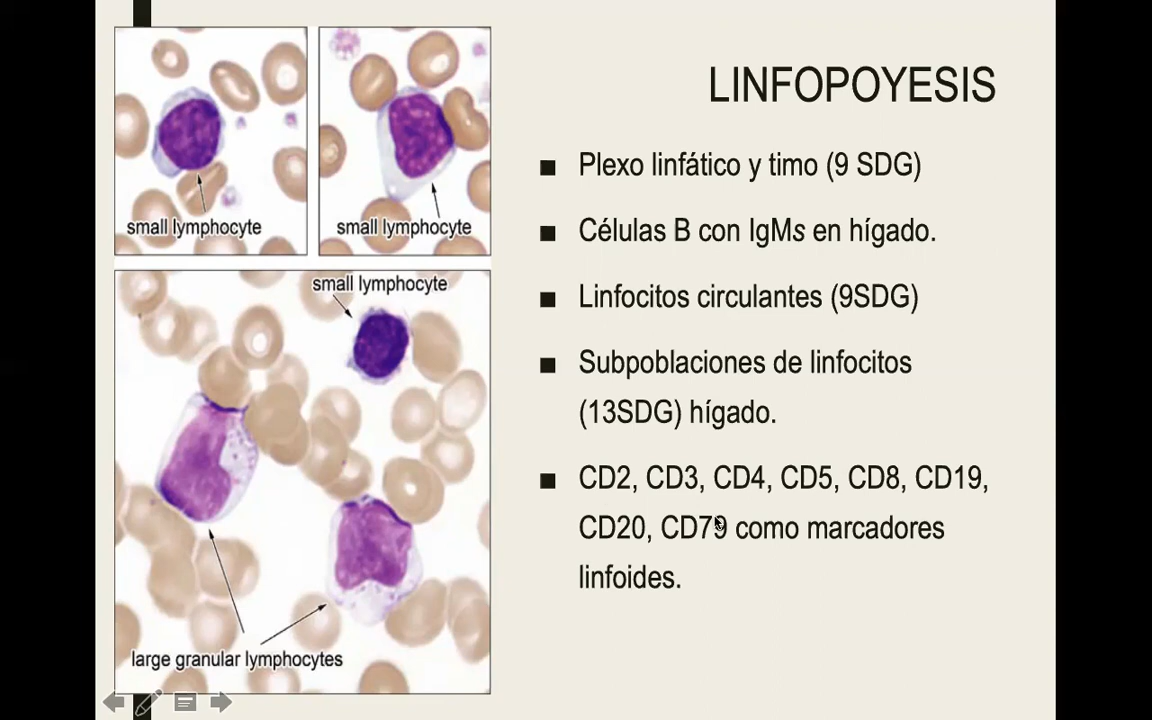 LINFOPOYESIS
small lymphocyte
small lymphocyte
small lymphocyte
large granular lymphocytes
■ Plexo linfático y timo (9 SDG)
■ Células B con IgMs en hígado.
■ Linfocitos circulantes (9SDG)
■ Subpoblaciones de linfocitos
(13SDG) hígado.
■ CD2, CD3, CD4, CD5, CD8, CD19,
CD20, CD79 como marcadores
linfoides.